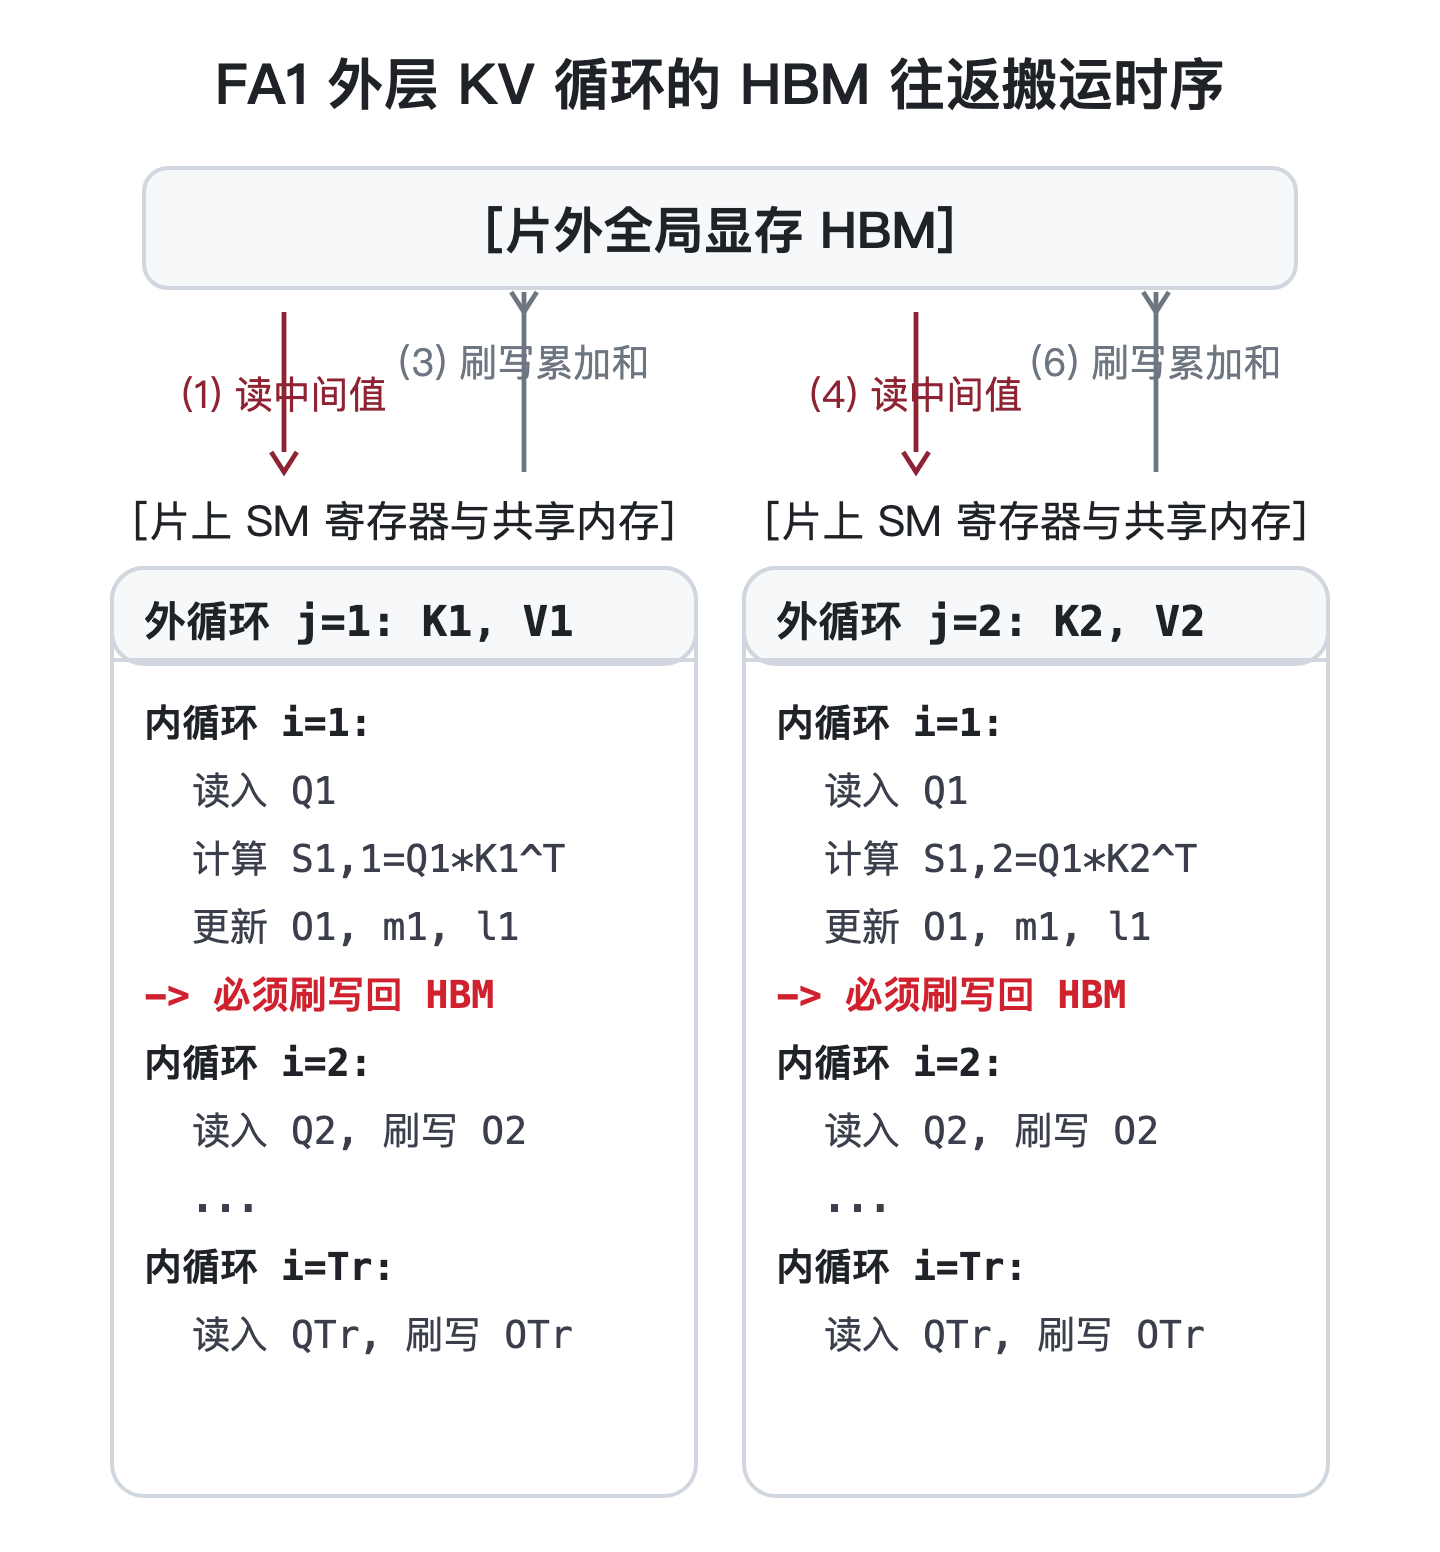 FA1 外层 KV 循环的 HBM 往返搬运时序
[片外全局显存 HBM]
(1) 读中间值
(3) 刷写累加和
(4) 读中间值
(6) 刷写累加和
[片上 SM 寄存器与共享内存]
[片上 SM 寄存器与共享内存]
外循环 j=1: K1, V1
内循环 i=1:
读入 Q1
计算 S1,1=Q1*K1^T
更新 O1, m1, l1
-> 必须刷写回 HBM
内循环 i=2:
读入 Q2, 刷写 O2
...
内循环 i=Tr:
读入 QTr, 刷写 OTr
外循环 j=2: K2, V2
内循环 i=1:
读入 Q1
计算 S1,2=Q1*K2^T
更新 O1, m1, l1
-> 必须刷写回 HBM
内循环 i=2:
读入 Q2, 刷写 O2
...
内循环 i=Tr:
读入 QTr, 刷写 OTr